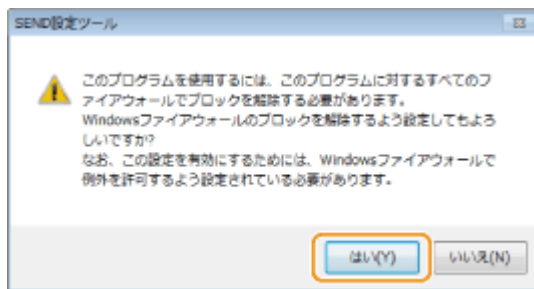 SEND設定ツール
このプログラムを使用するには、このプログラムに対するすべてのフ
ァイアウォールでブロックを解除する必要があります。
Windowsファイアウォールのブロックを解除するよう設定してもよろ
しいですか?
なお、この設定を有効にするためには、Windowsファイアウォールで
例外を許可するよう設定されている必要があります。
はい(Y)
いいえ(N)